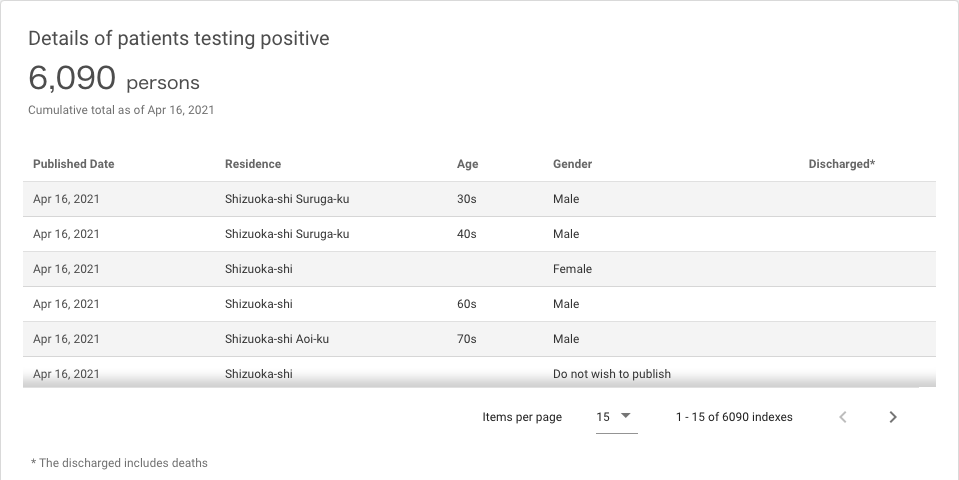 Details of patients testing positive
6,090 persons
Cumulative total as of Apr 16, 2021
Published Date Residence Age Gender Discharged*
Apr 16, 2021 Shizuoka-shi Suruga-ku 30s Male
Apr 16, 2021 Shizuoka-shi Suruga-ku 40s Male
Apr 16, 2021 Shizuoka-shi Female
Apr 16, 2021 Shizuoka-shi 60s Male
Apr 16, 2021 Shizuoka-shi Aoi-ku 70s Male
Apr 16, 2021 Shizuoka-shi Do not wish to publish
Items per page 15 1 - 15 of 6090 indexes
* The discharged includes deaths